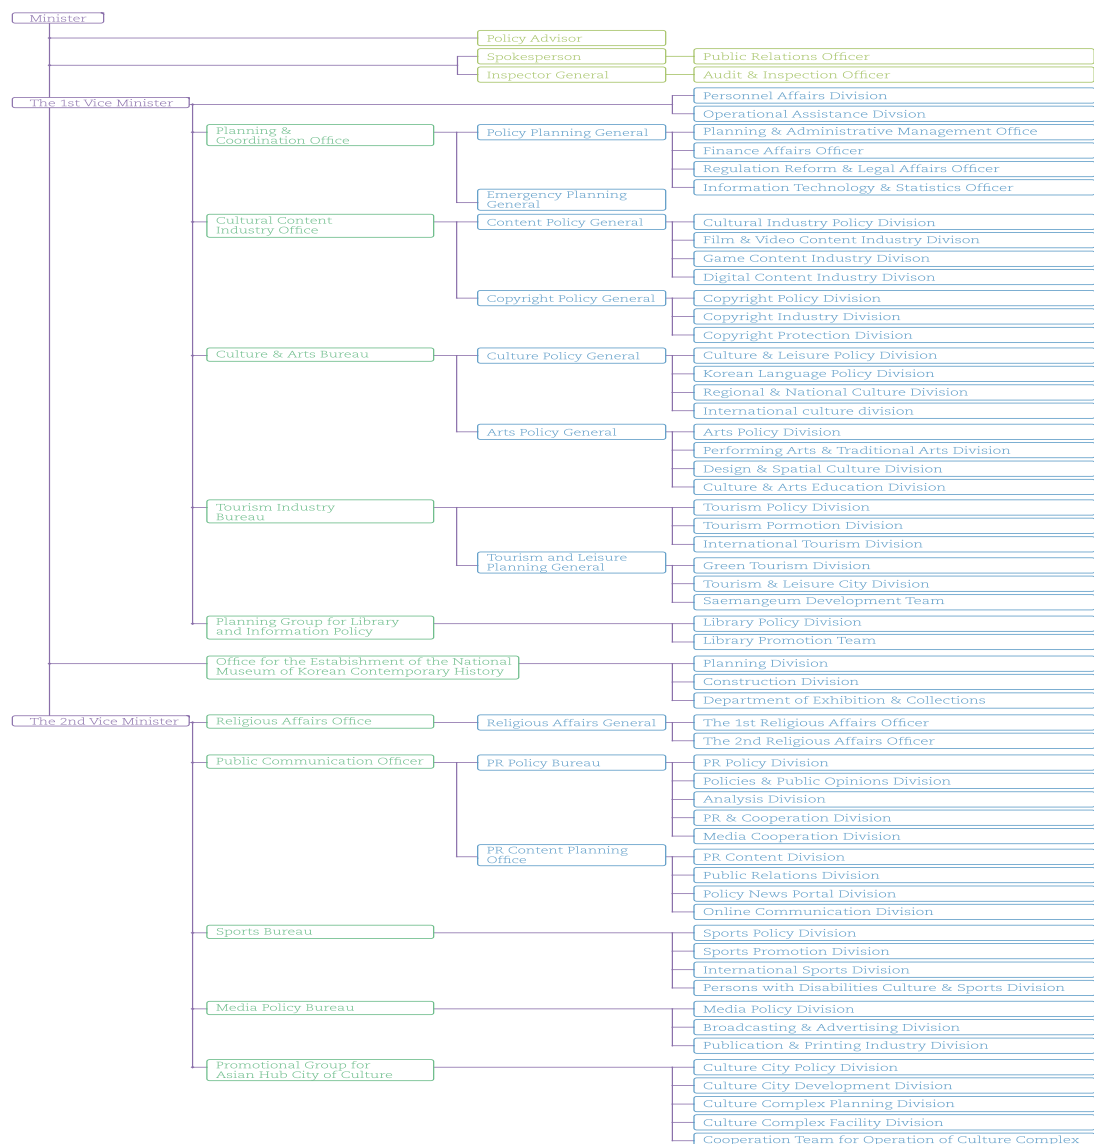 Minister
Policy Advisor
Spokesperson
Public Relations Officer
Inspector General
Audit & Inspection Officer
The 1st Vice Minister
Personnel Affairs Division
Operational Assistance Divsion
Planning &
Coordination Office
Policy Planning General
Planning & Administrative Management Office
Finance Affairs Officer
Regulation Reform & Legal Affairs Officer
Information Technology & Statistics Officer
Emergency Planning
General
Cultural Content
Industry Office
Content Policy General
Cultural Industry Policy Division
Film & Video Content Industry Divison
Game Content Industry Divison
Digital Content Industry Divison
Copyright Policy General
Copyright Policy Division
Copyright Industry Division
Copyright Protection Division
Culture & Arts Bureau
Culture Policy General
Culture & Leisure Policy Division
Korean Language Policy Division
Regional & National Culture Division
International culture division
Arts Policy General
Arts Policy Division
Performing Arts & Traditional Arts Division
Design & Spatial Culture Division
Culture & Arts Education Division
Tourism Industry
Bureau
Tourism Policy Division
Tourism Pormotion Division
International Tourism Division
Tourism and Leisure
Planning General
Green Tourism Division
Tourism & Leisure City Division
Saemangeum Development Team
Planning Group for Library
and Information Policy
Library Policy Division
Library Promotion Team
Office for the Estabishment of the National
Museum of Korean Contemporary History
Planning Division
Construction Division
Department of Exhibition & Collections
The 2nd Vice Minister
Religious Affairs Office
Religious Affairs General
The 1st Religious Affairs Officer
The 2nd Religious Affairs Officer
Public Communication Officer
PR Policy Bureau
PR Policy Division
Policies & Public Opinions Division
Analysis Division
PR & Cooperation Division
Media Cooperation Division
PR Content Planning
Office
PR Content Division
Public Relations Division
Policy News Portal Division
Online Communication Division
Sports Bureau
Sports Policy Division
Sports Promotion Division
International Sports Division
Persons with Disabilities Culture & Sports Division
Media Policy Bureau
Media Policy Division
Broadcasting & Advertising Division
Publication & Printing Industry Division
Promotional Group for
Asian Hub City of Culture
Culture City Policy Division
Culture City Development Division
Culture Complex Planning Division
Culture Complex Facility Division
Cooperation Team for Operation of Culture Complex